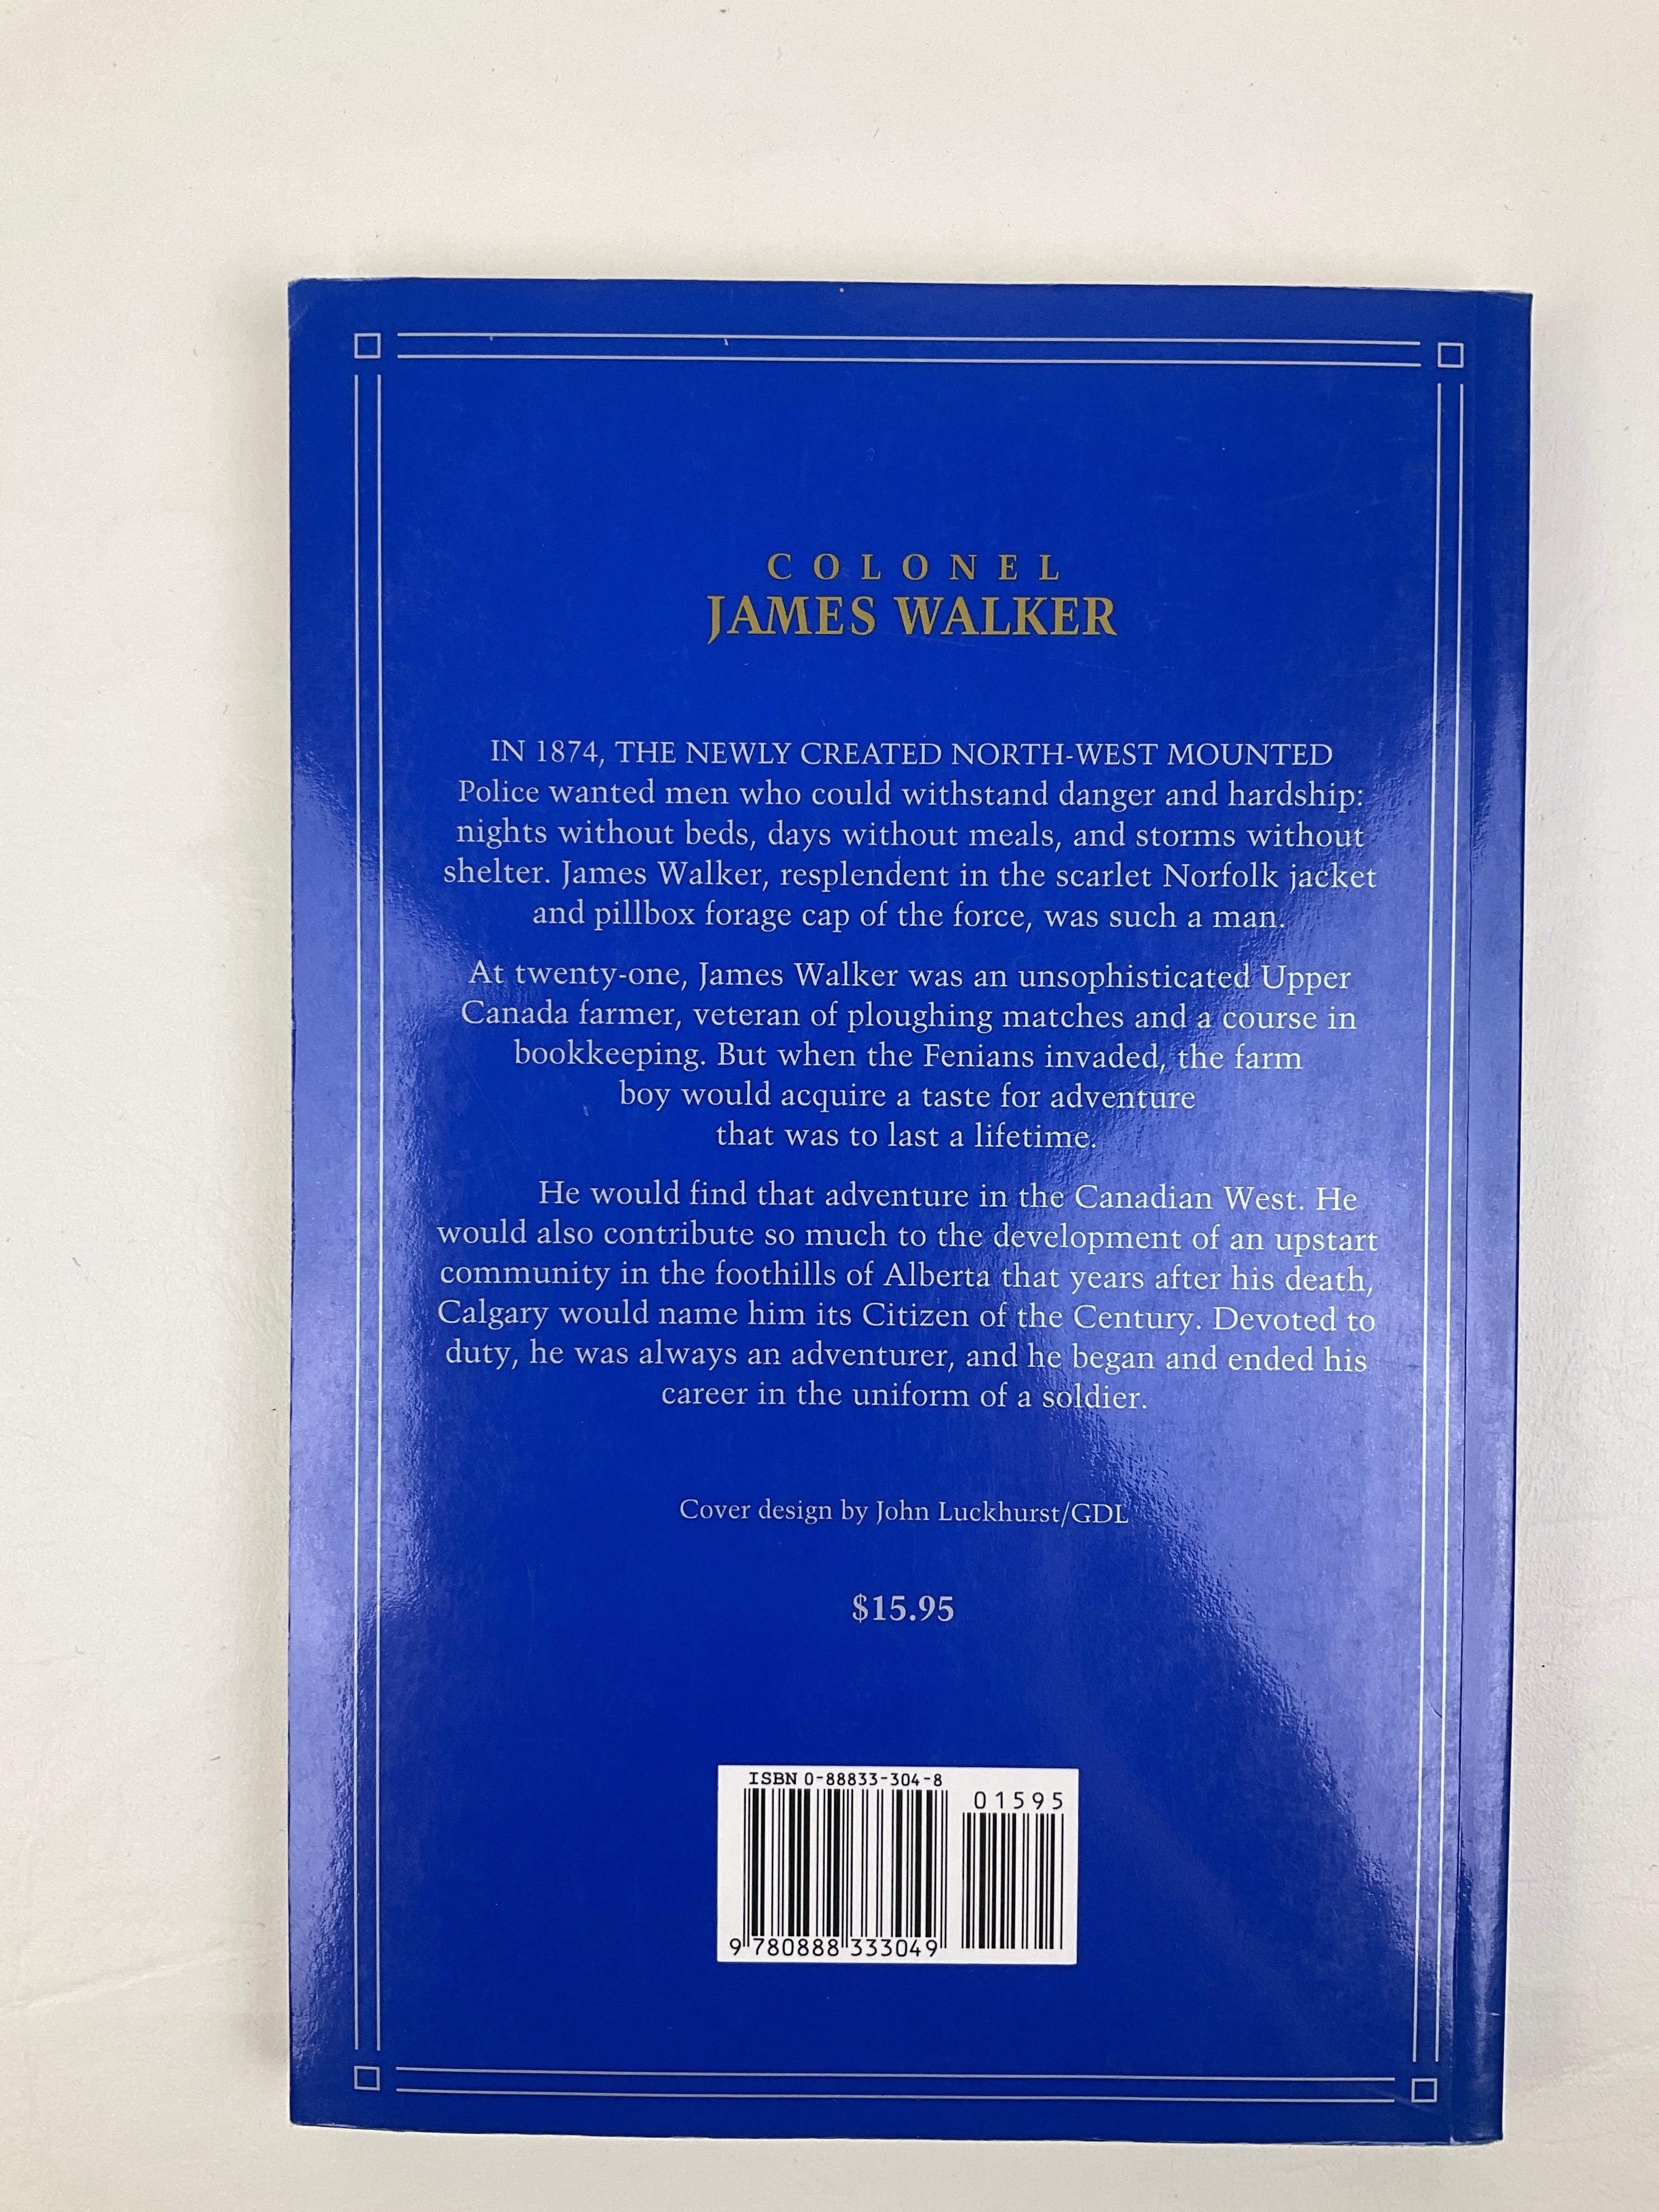 COLONEL
JAMES WALKER
IN 1874, THE NEWLY CREATED NORTH-WEST MOUNTED
Police wanted men who could withstand danger and hardship:
nights without beds, days without meals, and storms without
shelter. James Walker, resplendent in the scarlet Norfolk jacket
and pillbox forage cap of the force, was such a man.
At twenty-one, James Walker was an unsophisticated Upper
Canada farmer, veteran of ploughing matches and a course in
bookkeeping. But when the Fenians invaded, the farm
boy would acquire a taste for adventure
that was to last a lifetime.
He would find that adventure in the Canadian West. He
would also contribute so much to the development of an upstart
community in the foothills of Alberta that years after his death,
Calgary would name him its Citizen of the Century. Devoted to
duty, he was always an adventurer, and he began and ended his
career in the uniform of a soldier.
Cover design by John Luckhurst/GDL
$15.95
ISBN 0-88833-304-8
01595
9 780888 333049